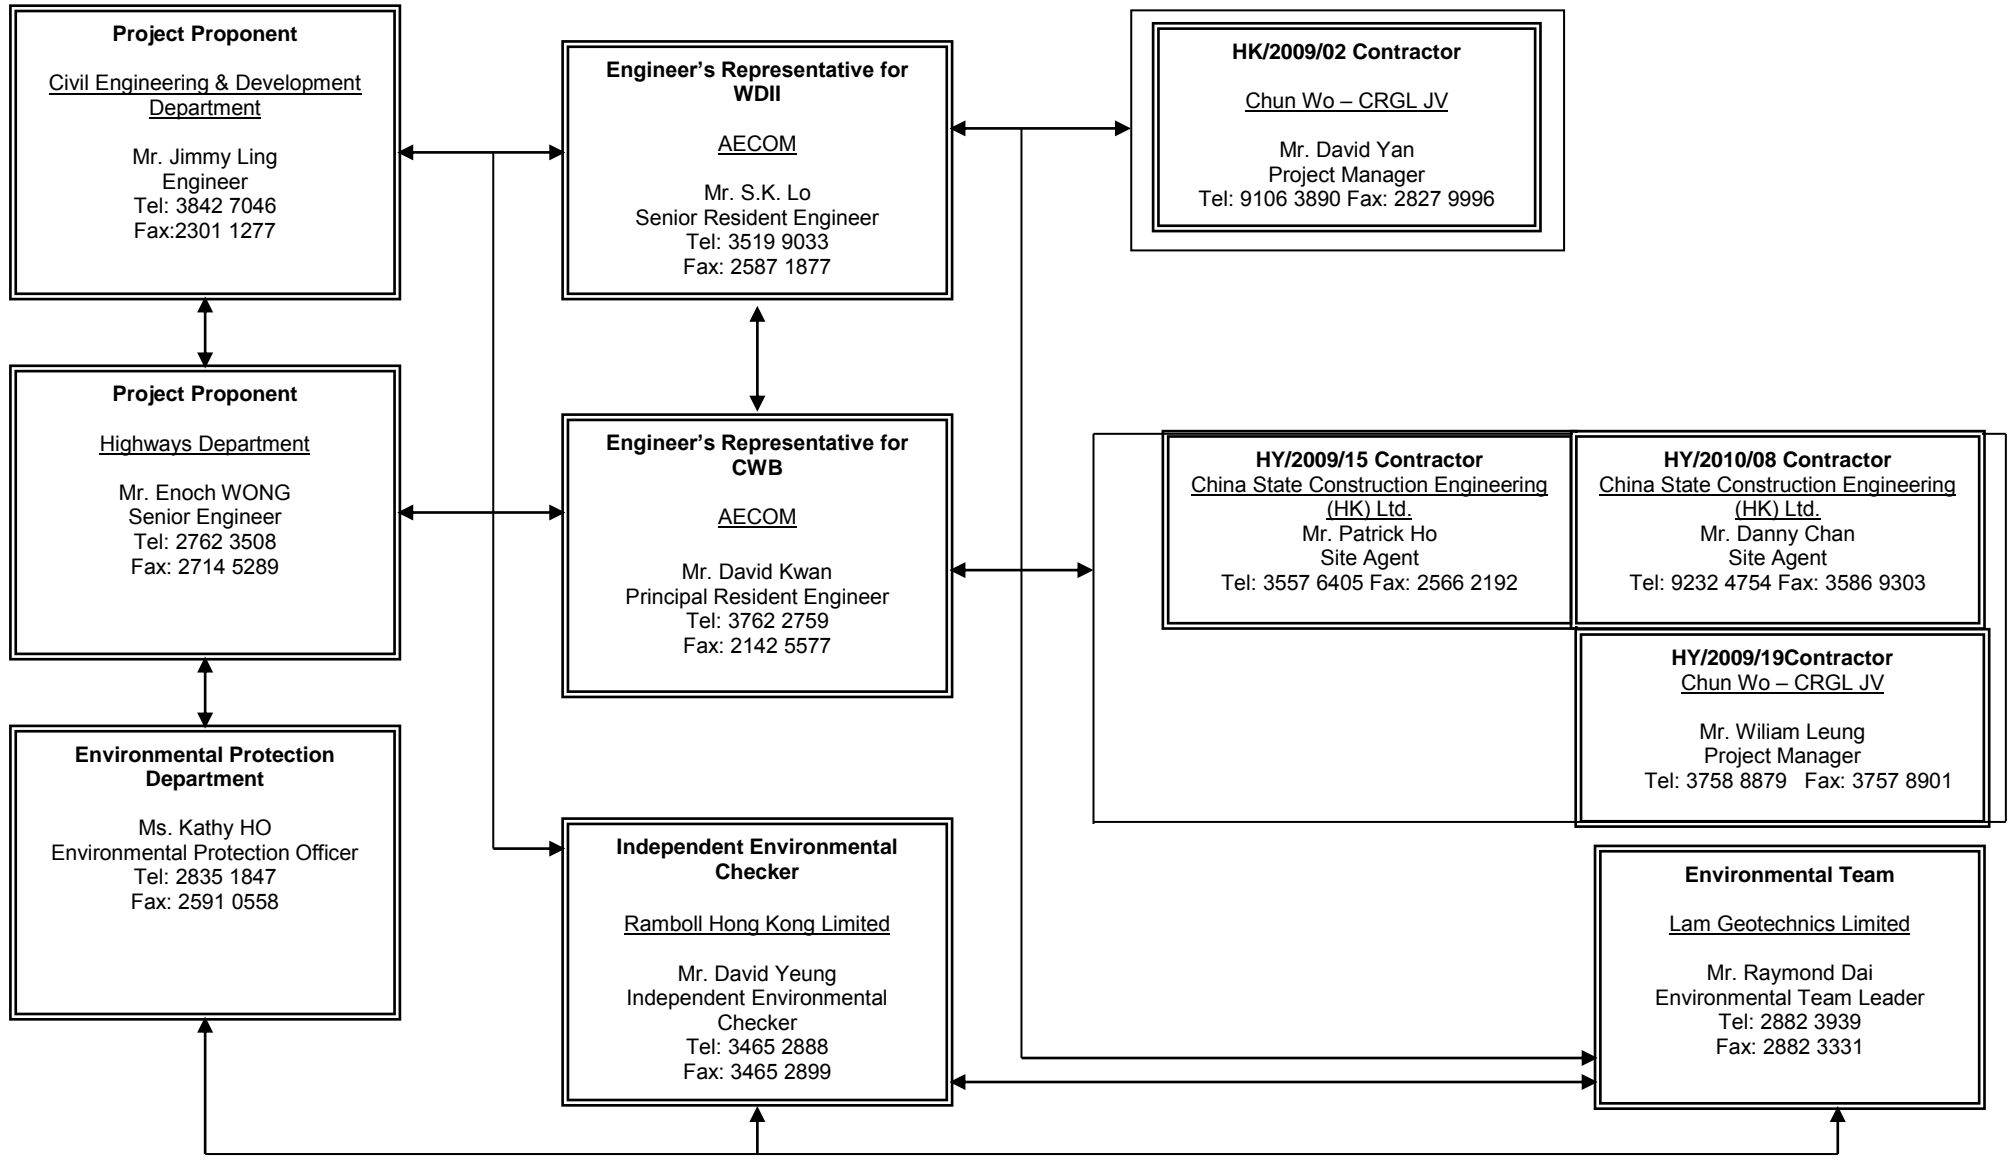 Project Proponent
Civil Engineering & Development
Department
Mr. Jimmy Ling
Engineer
Tel: 3842 7046
Fax:2301 1277
Engineer’s Representative for
WDII
AECOM
Mr. S.K. Lo
Senior Resident Engineer
Tel: 3519 9033
Fax: 2587 1877
HK/2009/02 Contractor
Chun Wo – CRGL JV
Mr. David Yan
Project Manager
Tel: 9106 3890 Fax: 2827 9996
Project Proponent
Highways Department
Mr. Enoch WONG
Senior Engineer
Tel: 2762 3508
Fax: 2714 5289
Engineer’s Representative for
CWB
AECOM
Mr. David Kwan
Principal Resident Engineer
Tel: 3762 2759
Fax: 2142 5577
HY/2009/15 Contractor
China State Construction Engineering
(HK) Ltd.
Mr. Patrick Ho
Site Agent
Tel: 3557 6405 Fax: 2566 2192
HY/2010/08 Contractor
China State Construction Engineering
(HK) Ltd.
Mr. Danny Chan
Site Agent
Tel: 9232 4754 Fax: 3586 9303
HY/2009/19Contractor
Chun Wo – CRGL JV
Mr. Wiliam Leung
Project Manager
Tel: 3758 8879   Fax: 3757 8901
Environmental Protection
Department
Ms. Kathy HO
Environmental Protection Officer
Tel: 2835 1847
Fax: 2591 0558
Independent Environmental
Checker
Ramboll Hong Kong Limited
Mr. David Yeung
Independent Environmental
Checker
Tel: 3465 2888
Fax: 3465 2899
Environmental Team
Lam Geotechnics Limited
Mr. Raymond Dai
Environmental Team Leader
Tel: 2882 3939
Fax: 2882 3331